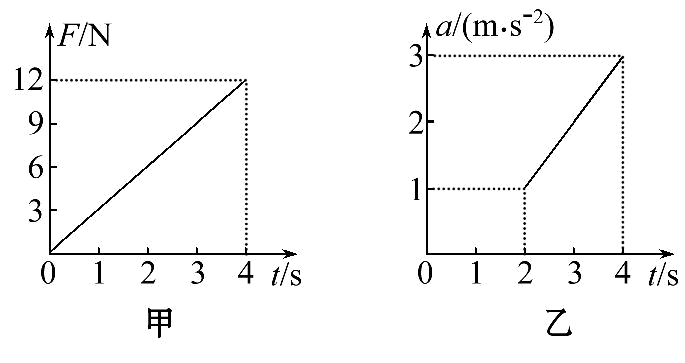 F/N
12
9
6
3
0 1 2 3 4 t/s
甲
a/(m·s⁻²)
3
2
1
0 1 2 3 4 t/s
乙